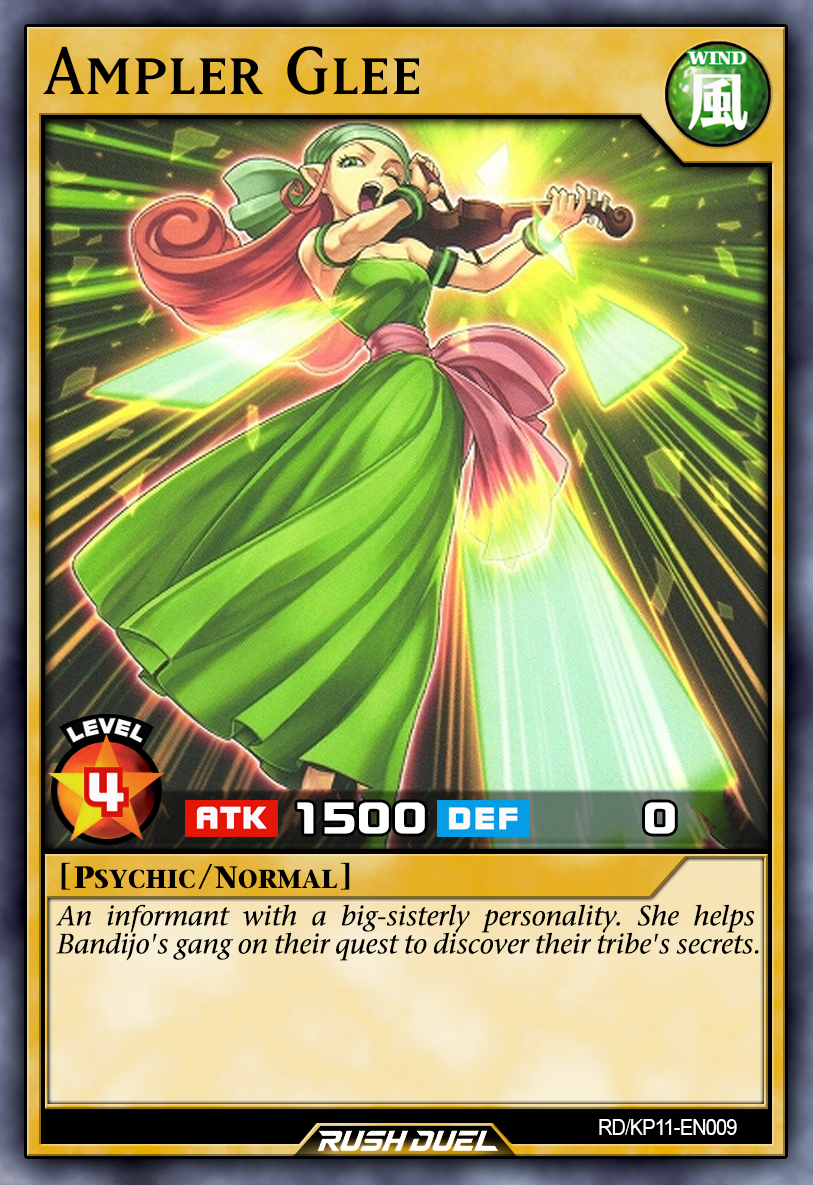 Ampler Glee
WIND
風
LEVEL
4
ATK 1500 DEF 0
[Psychic/Normal]
An informant with a big-sisterly personality. She helps
Bandijo's gang on their quest to discover their tribe's secrets.
RD/KP11-EN009
RUSH DUEL